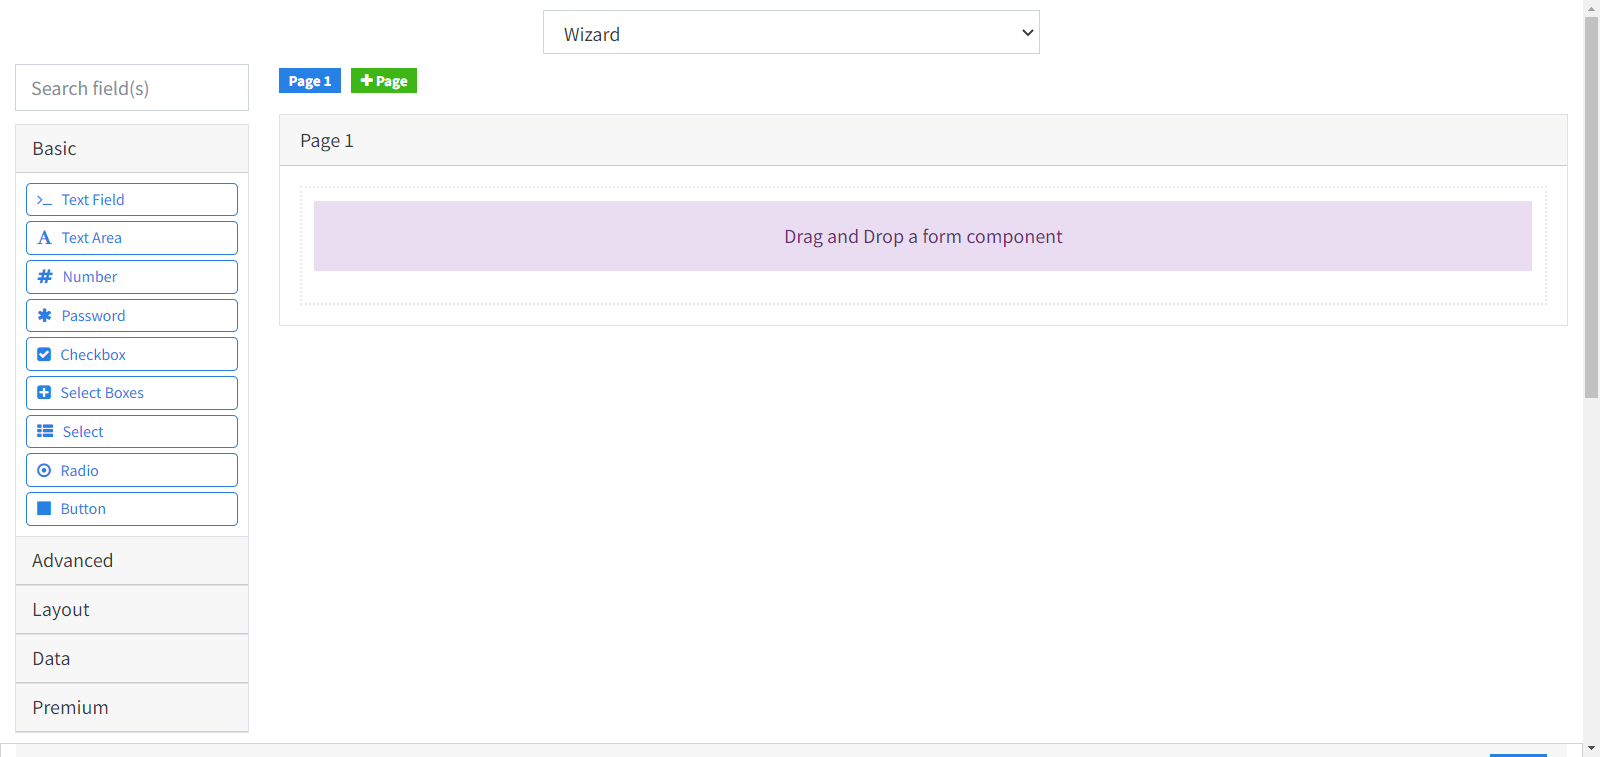 Wizard
Search field(s)
Page 1
Page
Basic
Page 1
Text Field
Drag and Drop a form component
Text Area
Number
Password
Checkbox
Select Boxes
Select
Radio
Button
Advanced
Layout
Data
Premium